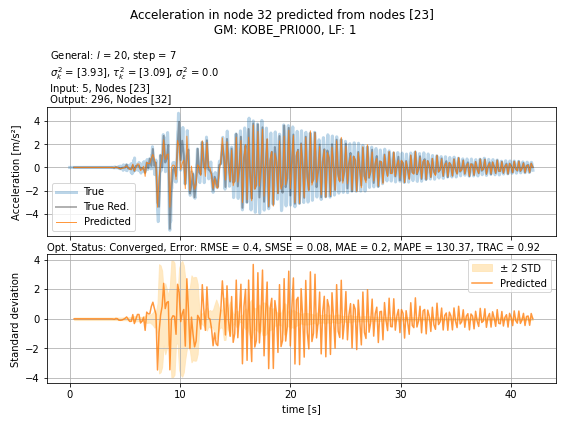 Acceleration in node 32 predicted from nodes [23]
GM: KOBE_PRI000, LF: 1
General: l = 20, step = 7
σ²ₖ = [3.93], τ²ₖ = [3.09], σ²ε = 0.0
Input: 5, Nodes [23]
Output: 296, Nodes [32]
Acceleration [m/s²]
4
2
0
−2
−4
True
True Red.
Predicted
Opt. Status: Converged, Error: RMSE = 0.4, SMSE = 0.08, MAE = 0.2, MAPE = 130.37, TRAC = 0.92
Standard deviation
4
2
0
−2
−4
± 2 STD
Predicted
0 10 20 30 40
time [s]